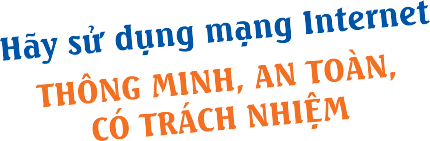 Hãy sử dụng mạng Internet
THÔNG MINH, AN TOÀN,
CÓ TRÁCH NHIỆM